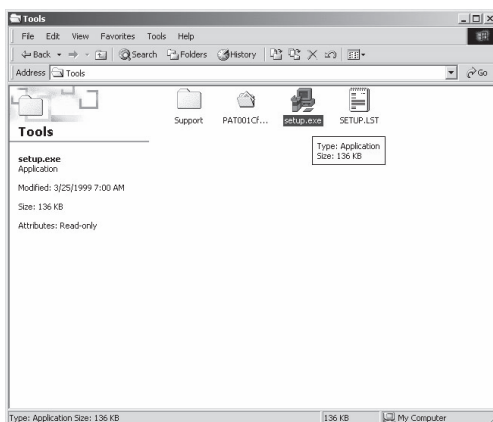 Tools
File Edit View Favorites Tools Help
Back Search Folders History
Address Tools Go
Support PAT001Cf... setup.exe SETUP.LST
Type: Application
Size: 136 KB
Tools
setup.exe
Application
Modified: 3/25/1999 7:00 AM
Size: 136 KB
Attributes: Read-only
Type: Application Size: 136 KB 136 KB My Computer